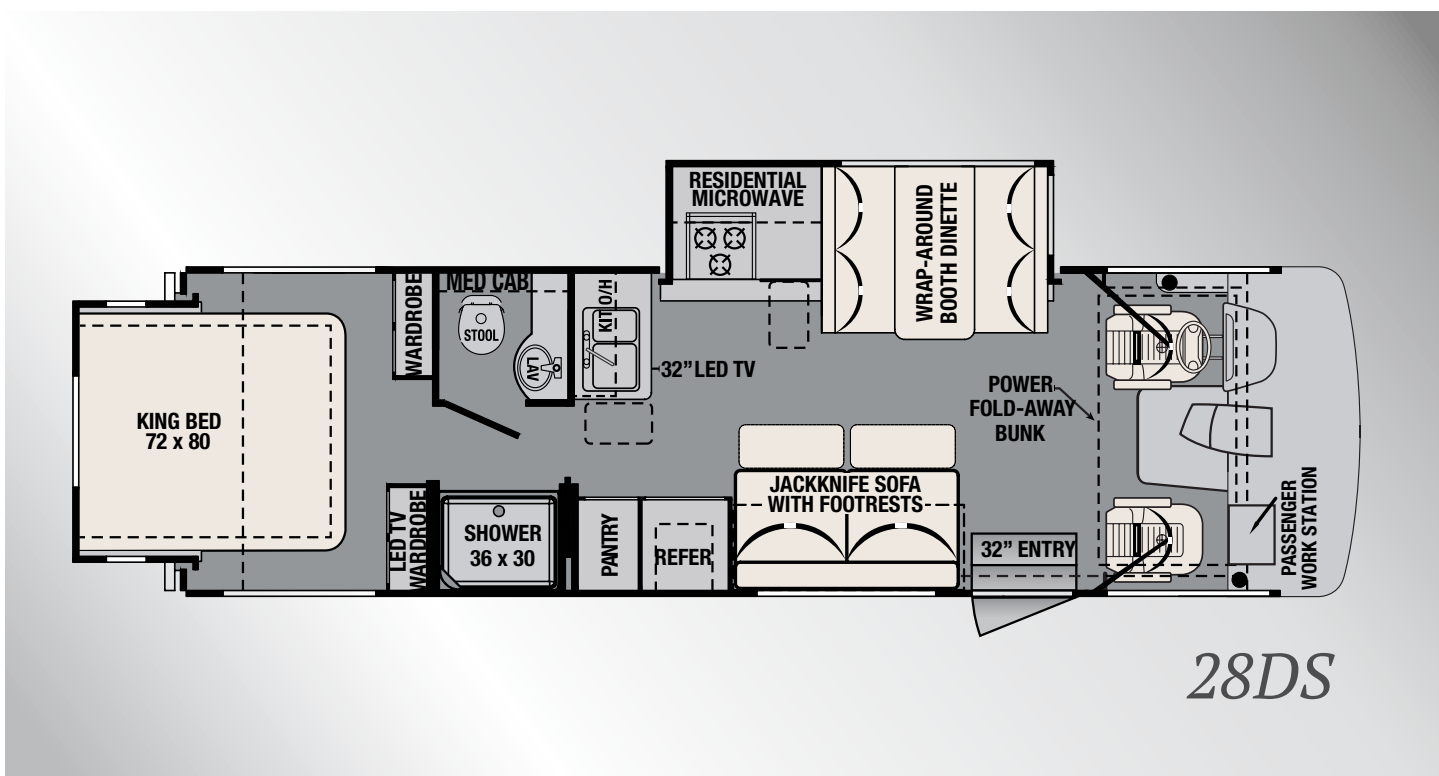 RESIDENTIAL
MICROWAVE
WRAP-AROUND
BOOTH DINETTE
WARDROBE
MED CAB
STOOL
LAV
KIT O/H
32” LED TV
POWER
FOLD-AWAY
BUNK
KING BED
72 x 80
LED TV
WARDROBE
SHOWER
36 x 30
PANTRY
REFER
JACKKNIFE SOFA
WITH FOOTRESTS
32” ENTRY
PASSENGER
WORK STATION
28DS